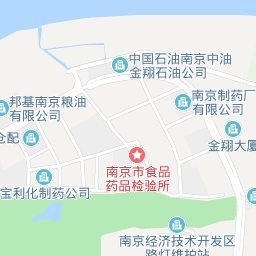 中国石油南京中油
金翔石油公司
邦基南京粮油
有限公司
南京制药厂
有限公司
仓配
金翔大厦
南京市食品
药品检验所
宝利化制药公司
南京经济技术开发区
路灯维护站